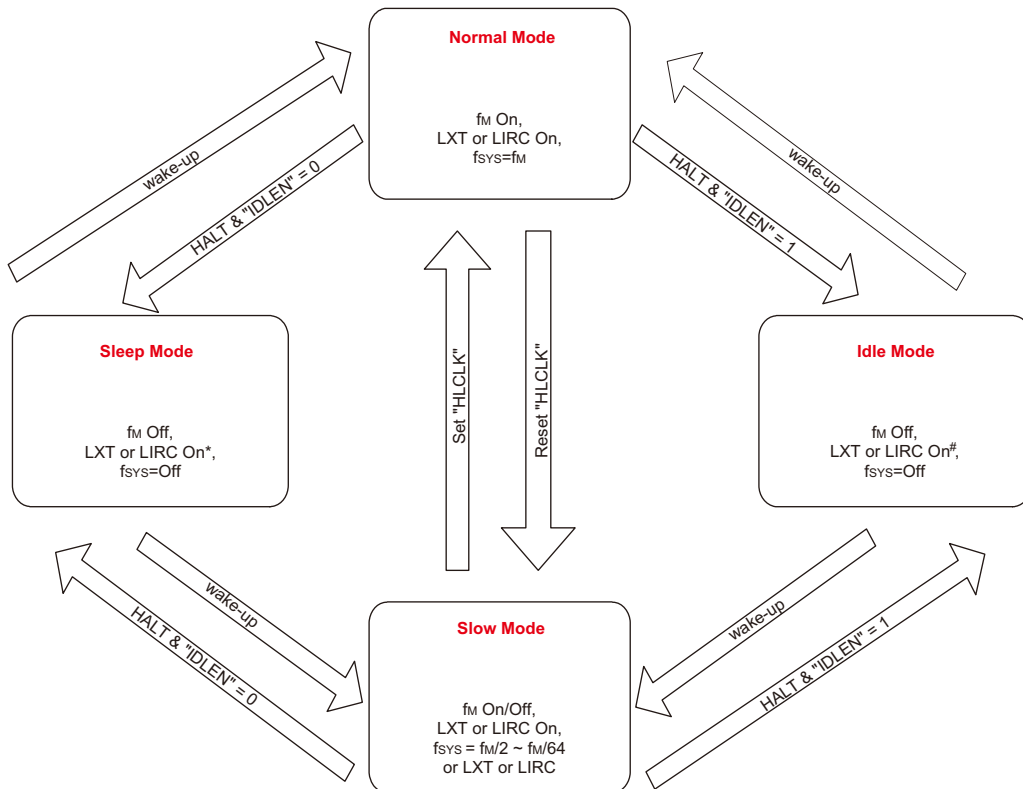 Normal Mode
fM On,
LXT or LIRC On,
fSYS=fM
wake-up
HALT & "IDLEN" = 0
HALT & "IDLEN" = 1
wake-up
Sleep Mode
fM Off,
LXT or LIRC On*,
fSYS=Off
Set "HLCLK"
Reset "HLCLK"
Idle Mode
fM Off,
LXT or LIRC On#,
fSYS=Off
wake-up
HALT & "IDLEN" = 0
wake-up
HALT & "IDLEN" = 1
Slow Mode
fM On/Off,
LXT or LIRC On,
fSYS = fM/2 ~ fM/64
or LXT or LIRC